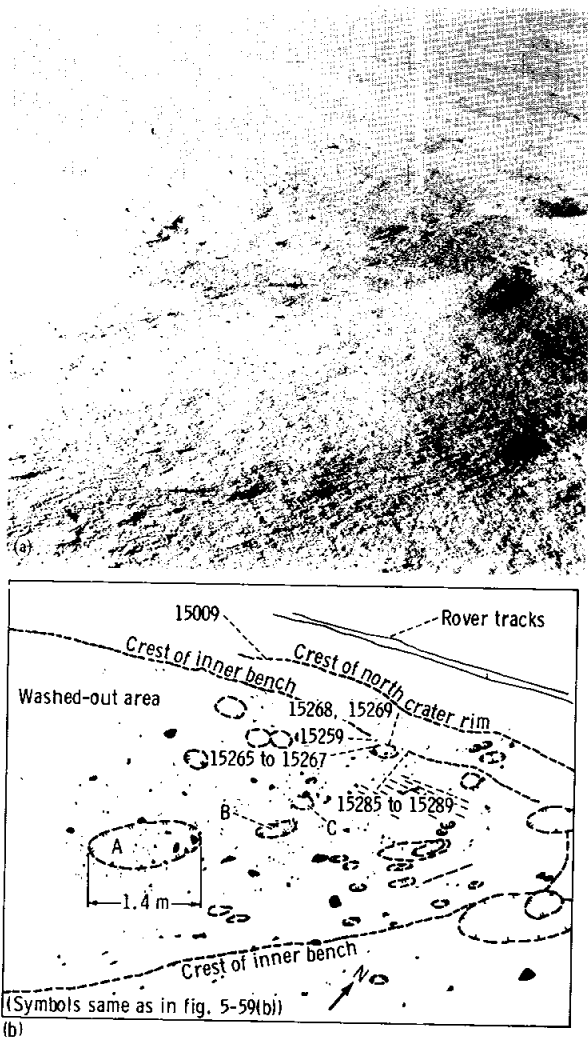 (a)
15009
Rover tracks
Crest of inner bench
Crest of north crater rim
Washed-out area
15268, 15269
15259
15265 to 15267
15285 to 15289
B
C
A
1.4 m
Crest of inner bench
N
(Symbols same as in fig. 5-59(b))
(b)